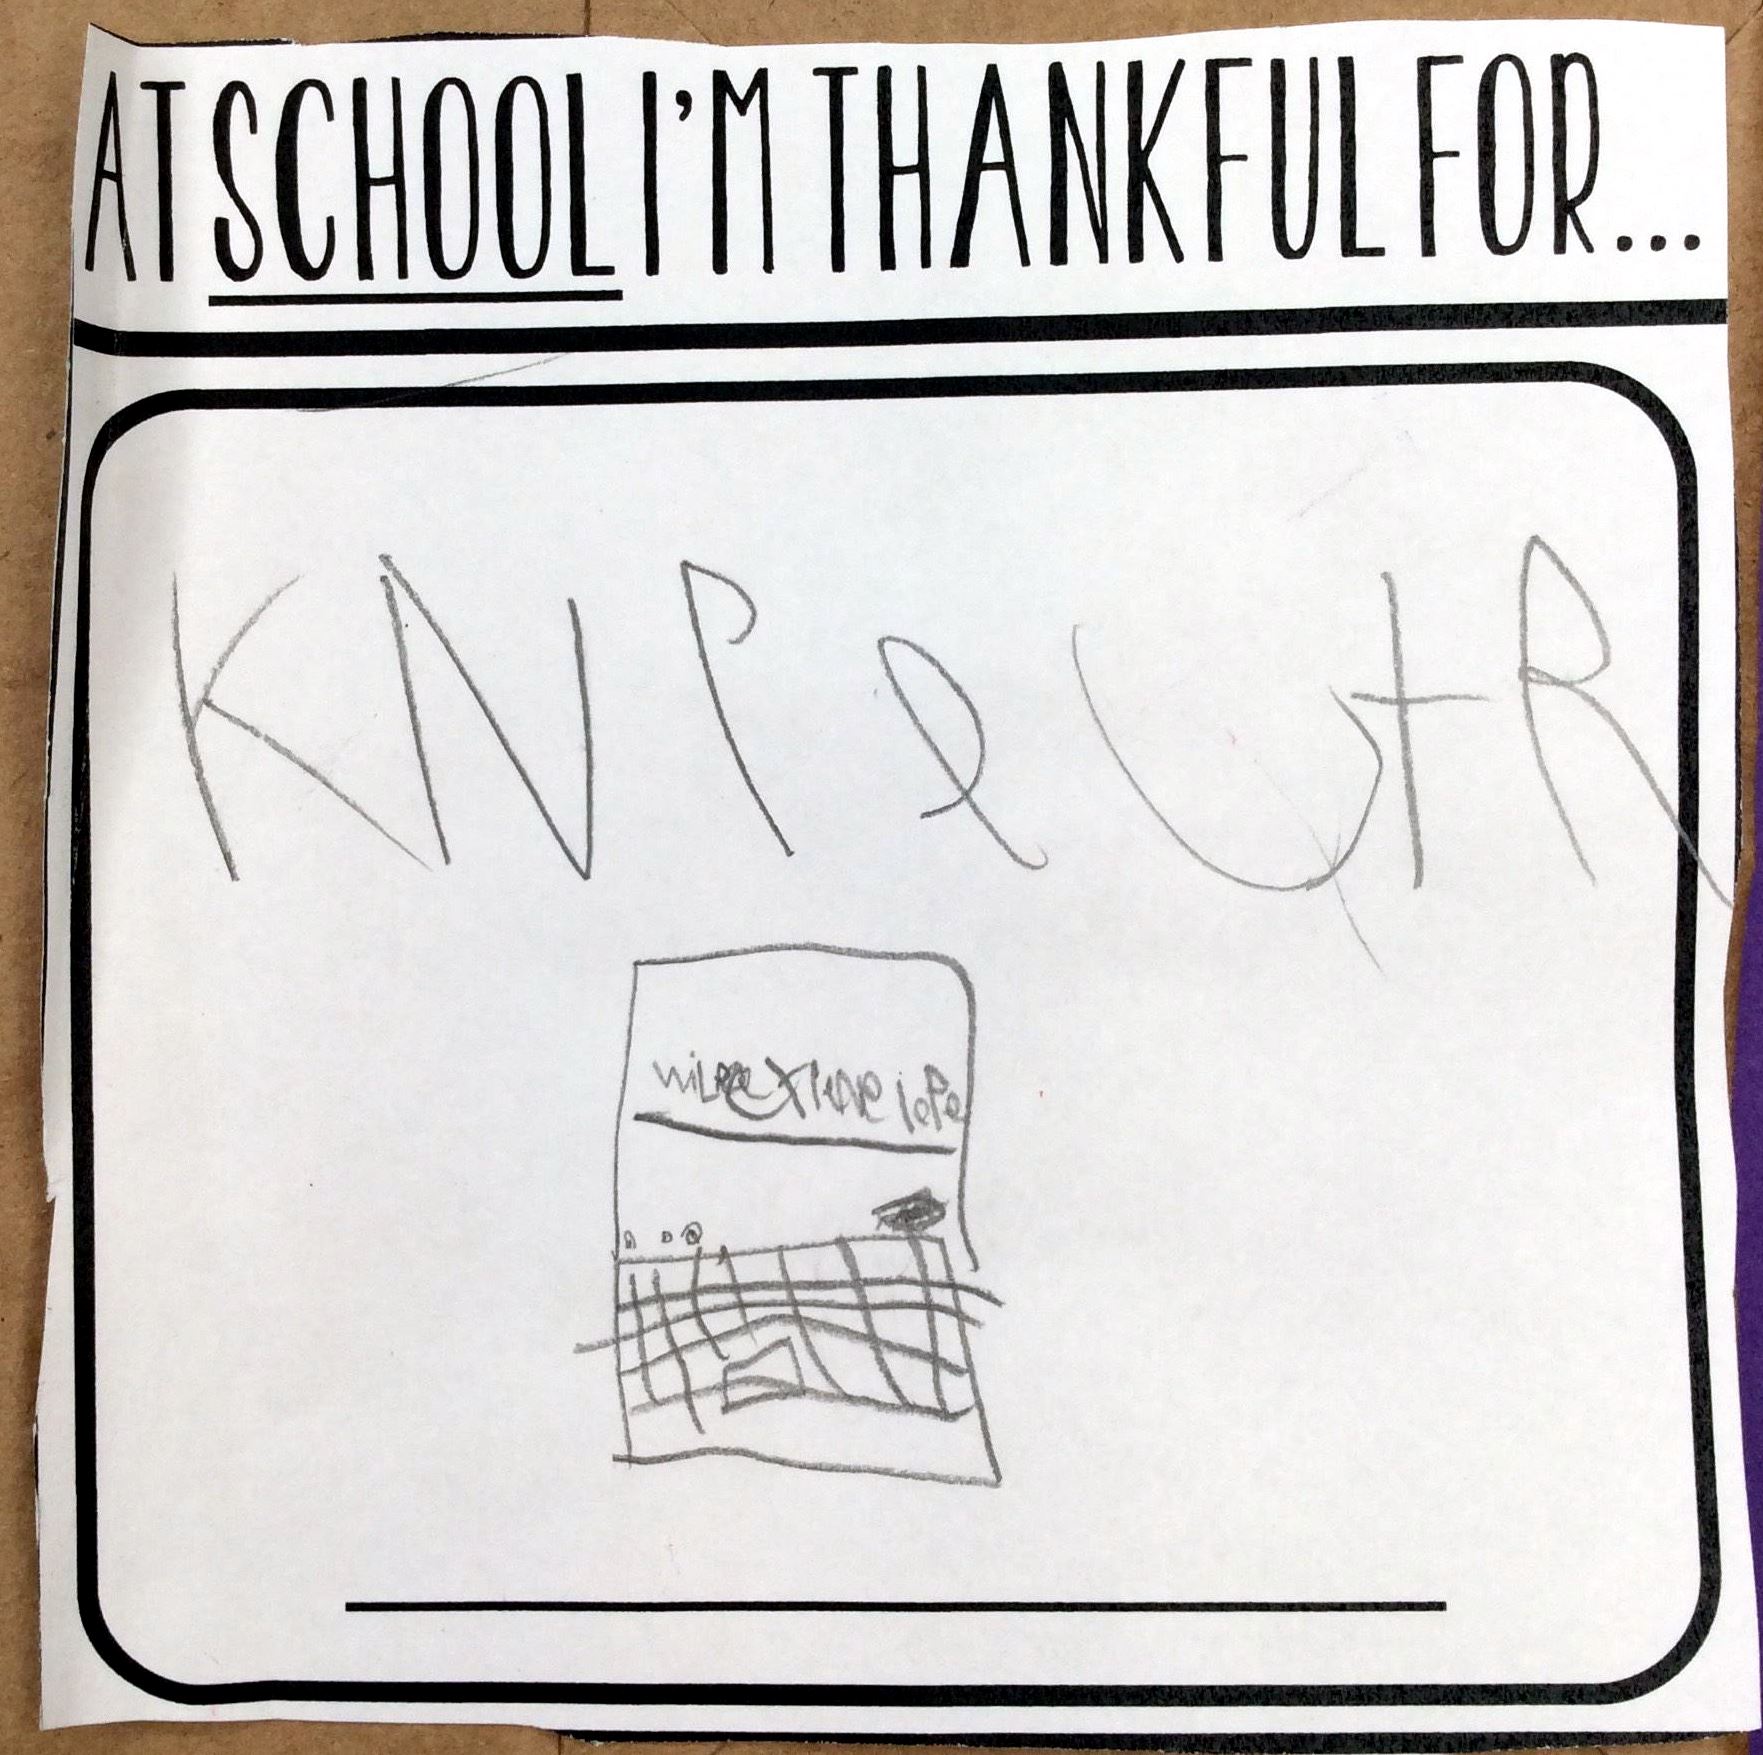 AT SCHOOL I'M THANKFUL FOR...
KNPeUtR